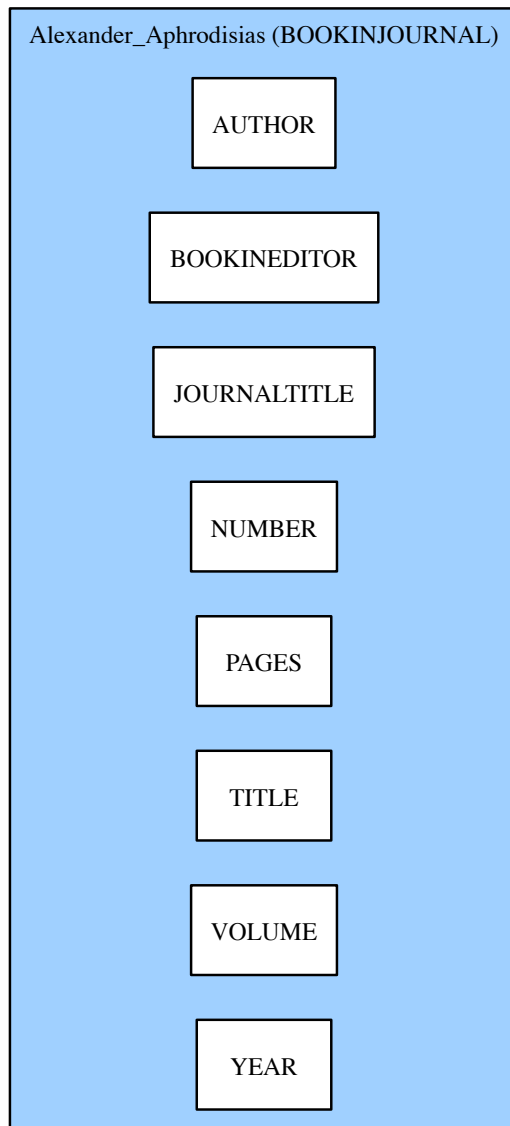 Alexander_Aphrodisias (BOOKINJOURNAL)
AUTHOR
BOOKINEDITOR
JOURNALTITLE
NUMBER
PAGES
TITLE
VOLUME
YEAR